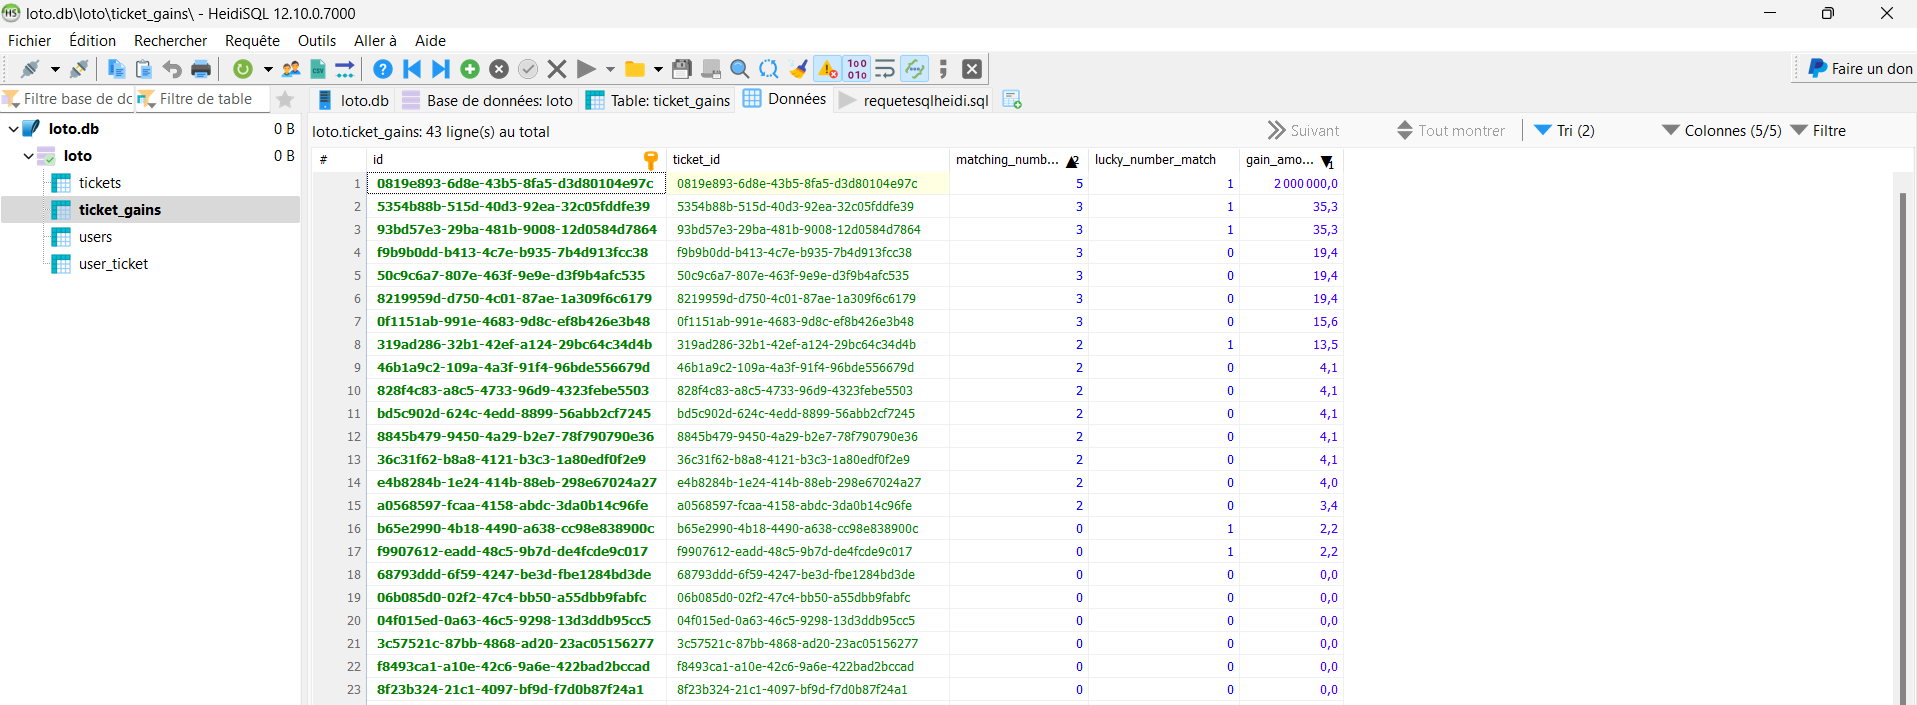 loto.db\loto\ticket_gains\ - HeidiSQL 12.10.0.7000
Fichier Édition Rechercher Requête Outils Aller à Aide
Faire un don
Filtre base de dc Filtre de table loto.db Base de données: loto Table: ticket_gains Données requetesqlheidi.sql
loto.db 0 B
loto 0 B
tickets
ticket_gains
users
user_ticket
loto.ticket_gains: 43 ligne(s) au total Suivant Tout montrer Tri (2) Colonnes (5/5) Filtre
# id ticket_id matching_numb... 2 lucky_number_match gain_amo... 1
1 0819e893-6d8e-43b5-8fa5-d3d80104e97c 0819e893-6d8e-43b5-8fa5-d3d80104e97c 5 1 2 000 000,0
2 5354b88b-515d-40d3-92ea-32c05fddfe39 5354b88b-515d-40d3-92ea-32c05fddfe39 3 1 35,3
3 93bd57e3-29ba-481b-9008-12d0584d7864 93bd57e3-29ba-481b-9008-12d0584d7864 3 1 35,3
4 f9b9b0dd-b413-4c7e-b935-7b4d913fcc38 f9b9b0dd-b413-4c7e-b935-7b4d913fcc38 3 0 19,4
5 50c9c6a7-807e-463f-9e9e-d3f9b4afc535 50c9c6a7-807e-463f-9e9e-d3f9b4afc535 3 0 19,4
6 8219959d-d750-4c01-87ae-1a309f6c6179 8219959d-d750-4c01-87ae-1a309f6c6179 3 0 19,4
7 0f1151ab-991e-4683-9d8c-ef8b426e3b48 0f1151ab-991e-4683-9d8c-ef8b426e3b48 3 0 15,6
8 319ad286-32b1-42ef-a124-29bc64c34d4b 319ad286-32b1-42ef-a124-29bc64c34d4b 2 1 13,5
9 46b1a9c2-109a-4a3f-91f4-96bde556679d 46b1a9c2-109a-4a3f-91f4-96bde556679d 2 0 4,1
10 828f4c83-a8c5-4733-96d9-4323febe5503 828f4c83-a8c5-4733-96d9-4323febe5503 2 0 4,1
11 bd5c902d-624c-4edd-8899-56abb2cf7245 bd5c902d-624c-4edd-8899-56abb2cf7245 2 0 4,1
12 8845b479-9450-4a29-b2e7-78f790790e36 8845b479-9450-4a29-b2e7-78f790790e36 2 0 4,1
13 36c31f62-b8a8-4121-b3c3-1a80edf0f2e9 36c31f62-b8a8-4121-b3c3-1a80edf0f2e9 2 0 4,1
14 e4b8284b-1e24-414b-88eb-298e67024a27 e4b8284b-1e24-414b-88eb-298e67024a27 2 0 4,0
15 a0568597-fcaa-4158-abdc-3da0b14c96fe a0568597-fcaa-4158-abdc-3da0b14c96fe 2 0 3,4
16 b65e2990-4b18-4490-a638-cc98e838900c b65e2990-4b18-4490-a638-cc98e838900c 0 1 2,2
17 f9907612-eadd-48c5-9b7d-de4fcde9c017 f9907612-eadd-48c5-9b7d-de4fcde9c017 0 1 2,2
18 68793ddd-6f59-4247-be3d-fbe1284bd3de 68793ddd-6f59-4247-be3d-fbe1284bd3de 0 0 0,0
19 06b085d0-02f2-47c4-bb50-a55dbb9fabfc 06b085d0-02f2-47c4-bb50-a55dbb9fabfc 0 0 0,0
20 04f015ed-0a63-46c5-9298-13d3ddb95cc5 04f015ed-0a63-46c5-9298-13d3ddb95cc5 0 0 0,0
21 3c57521c-87bb-4868-ad20-23ac05156277 3c57521c-87bb-4868-ad20-23ac05156277 0 0 0,0
22 f8493ca1-a10e-42c6-9a6e-422bad2bccad f8493ca1-a10e-42c6-9a6e-422bad2bccad 0 0 0,0
23 8f23b324-21c1-4097-bf9d-f7d0b87f24a1 8f23b324-21c1-4097-bf9d-f7d0b87f24a1 0 0 0,0